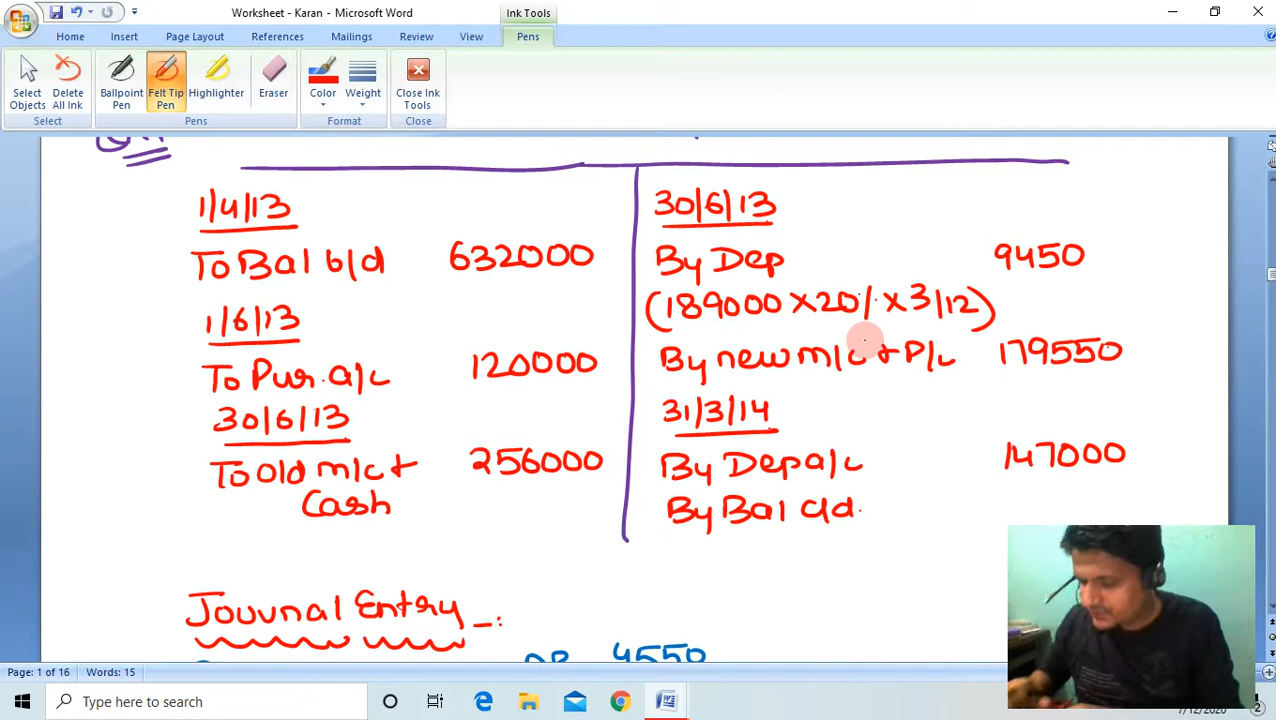 Worksheet - Karan - Microsoft Word
Ink Tools
Home Insert Page Layout References Mailings Review View Pens
Select Objects
Delete All Ink
Ballpoint Pen
Felt Tip Pen
Highlighter
Eraser
Color
Weight
Close Ink Tools
Select Pens Format Close
1/4/13
To Bal b/d 632000
1/6/13
To Pur. a/c 120000
30/6/13
To Old m/c + 256000
Cash
30/6/13
By Dep 9450
(189000 × 20/. × 3/12)
By new m/c + P/L 179550
31/3/14
By Dep a/c 147000
By Bal c/d.
Journal Entry -:
4550
Page: 1 of 16 Words: 15
Type here to search
7/12/2020
2